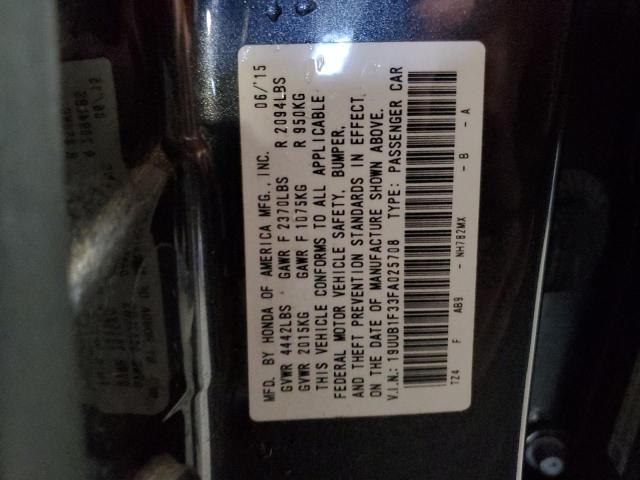 MFD. BY HONDA OF AMERICA MFG., INC. 06/'15
GVWR 4442LBS GAWR F 2370LBS R 2094LBS
GVWR 2015KG GAWR F 1075KG R 950KG
THIS VEHICLE CONFORMS TO ALL APPLICABLE
FEDERAL MOTOR VEHICLE SAFETY, BUMPER,
AND THEFT PREVENTION STANDARDS IN EFFECT
ON THE DATE OF MANUFACTURE SHOWN ABOVE.
V.I.N.: 19UUB1F33FA025708 TYPE: PASSENGER CAR
TZ4 F AB9 - NH782MX - B - A